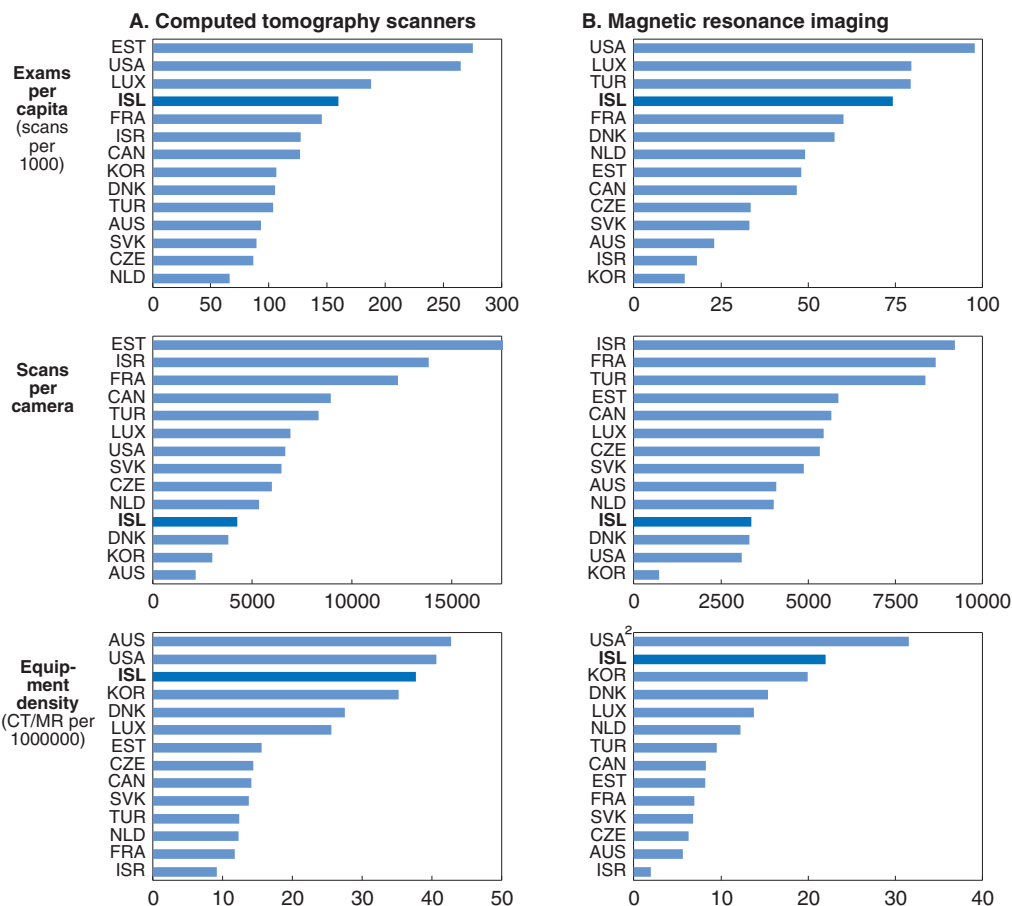 A. Computed tomography scanners
Exams
per
capita
(scans
per
1000)
EST
USA
LUX
ISL
FRA
ISR
CAN
KOR
DNK
TUR
AUS
SVK
CZE
NLD
0 50 100 150 200 250 300
B. Magnetic resonance imaging
USA
LUX
TUR
ISL
FRA
DNK
NLD
EST
CAN
CZE
SVK
AUS
ISR
KOR
0 25 50 75 100
Scans
per
camera
EST
ISR
FRA
CAN
TUR
LUX
USA
SVK
CZE
NLD
ISL
DNK
KOR
AUS
0 5000 10000 15000
ISR
FRA
TUR
EST
CAN
LUX
CZE
SVK
AUS
NLD
ISL
DNK
USA
KOR
0 2500 5000 7500 10000
Equip-
ment
density
(CT/MR per
1000000)
AUS
USA
ISL
KOR
DNK
LUX
EST
CZE
CAN
SVK
TUR
NLD
FRA
ISR
0 10 20 30 40 50
USA²
ISL
KOR
DNK
LUX
NLD
TUR
CAN
EST
FRA
SVK
CZE
AUS
ISR
0 10 20 30 40